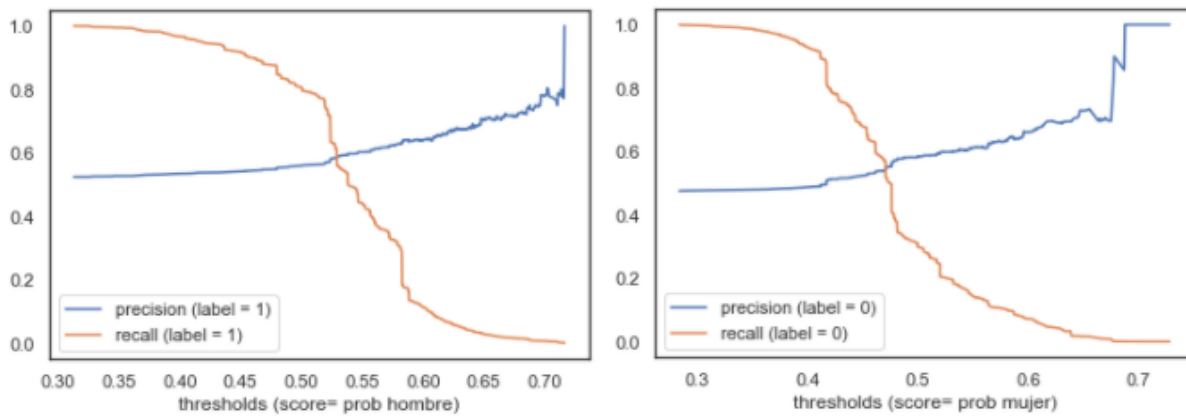 1.0
0.8
0.6
0.4
0.2
0.0
precision (label = 1)
recall (label = 1)
0.30 0.35 0.40 0.45 0.50 0.55 0.60 0.65 0.70
thresholds (score= prob hombre)
1.0
0.8
0.6
0.4
0.2
0.0
precision (label = 0)
recall (label = 0)
0.3 0.4 0.5 0.6 0.7
thresholds (score= prob mujer)